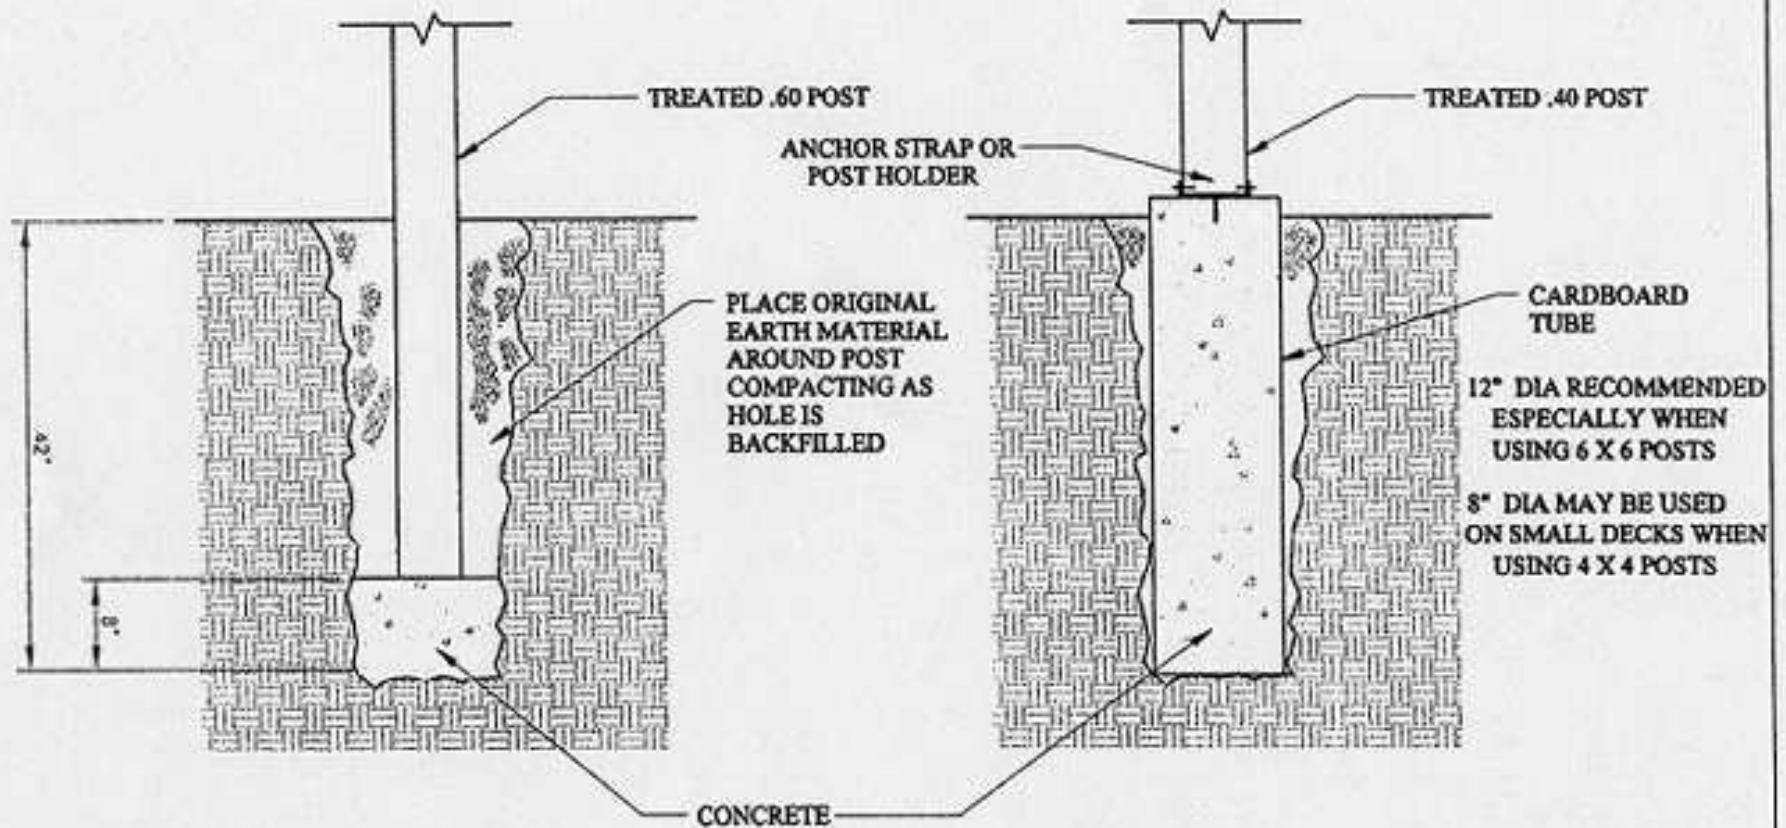 TREATED .60 POST
TREATED .40 POST
ANCHOR STRAP OR
POST HOLDER
PLACE ORIGINAL
EARTH MATERIAL
AROUND POST
COMPACTING AS
HOLE IS
BACKFILLED
CARDBOARD
TUBE
12" DIA RECOMMENDED
ESPECIALLY WHEN
USING 6 X 6 POSTS
8" DIA MAY BE USED
ON SMALL DECKS WHEN
USING 4 X 4 POSTS
42"
8"
CONCRETE